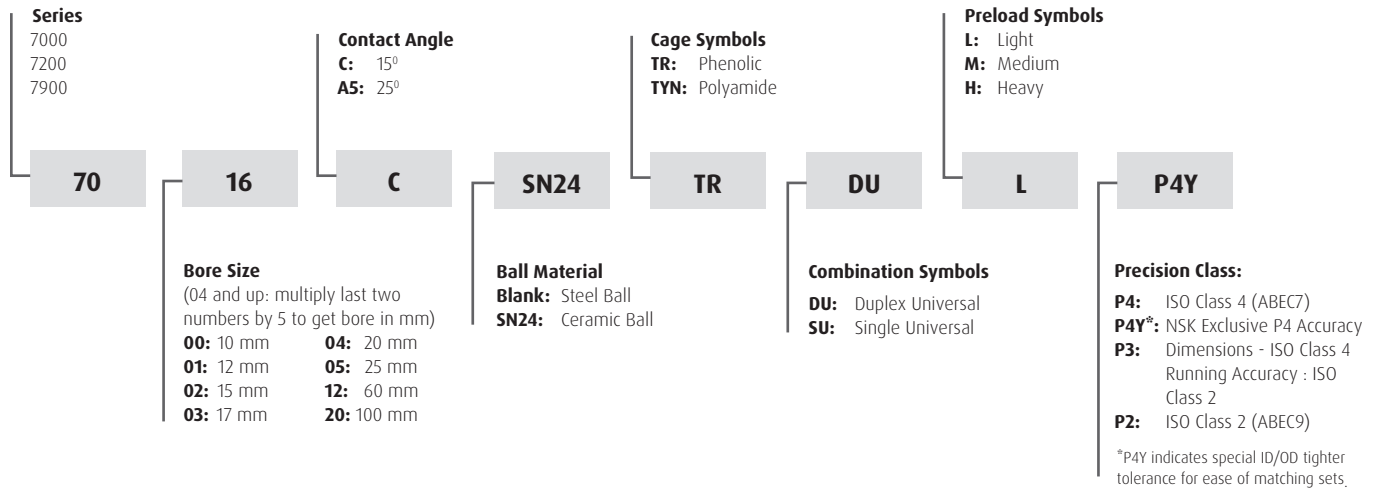 Series
7000
7200
7900
Contact Angle
C: 15⁰
A5: 25⁰
Cage Symbols
TR: Phenolic
TYN: Polyamide
Preload Symbols
L: Light
M: Medium
H: Heavy
70 16 C SN24 TR DU L P4Y
Bore Size
(04 and up: multiply last two
numbers by 5 to get bore in mm)
00: 10 mm 04: 20 mm
01: 12 mm 05: 25 mm
02: 15 mm 12: 60 mm
03: 17 mm 20: 100 mm
Ball Material
Blank: Steel Ball
SN24: Ceramic Ball
Combination Symbols
DU: Duplex Universal
SU: Single Universal
Precision Class:
P4: ISO Class 4 (ABEC7)
P4Y*: NSK Exclusive P4 Accuracy
P3: Dimensions - ISO Class 4
Running Accuracy : ISO
Class 2
P2: ISO Class 2 (ABEC9)
*P4Y indicates special ID/OD tighter
tolerance for ease of matching sets.